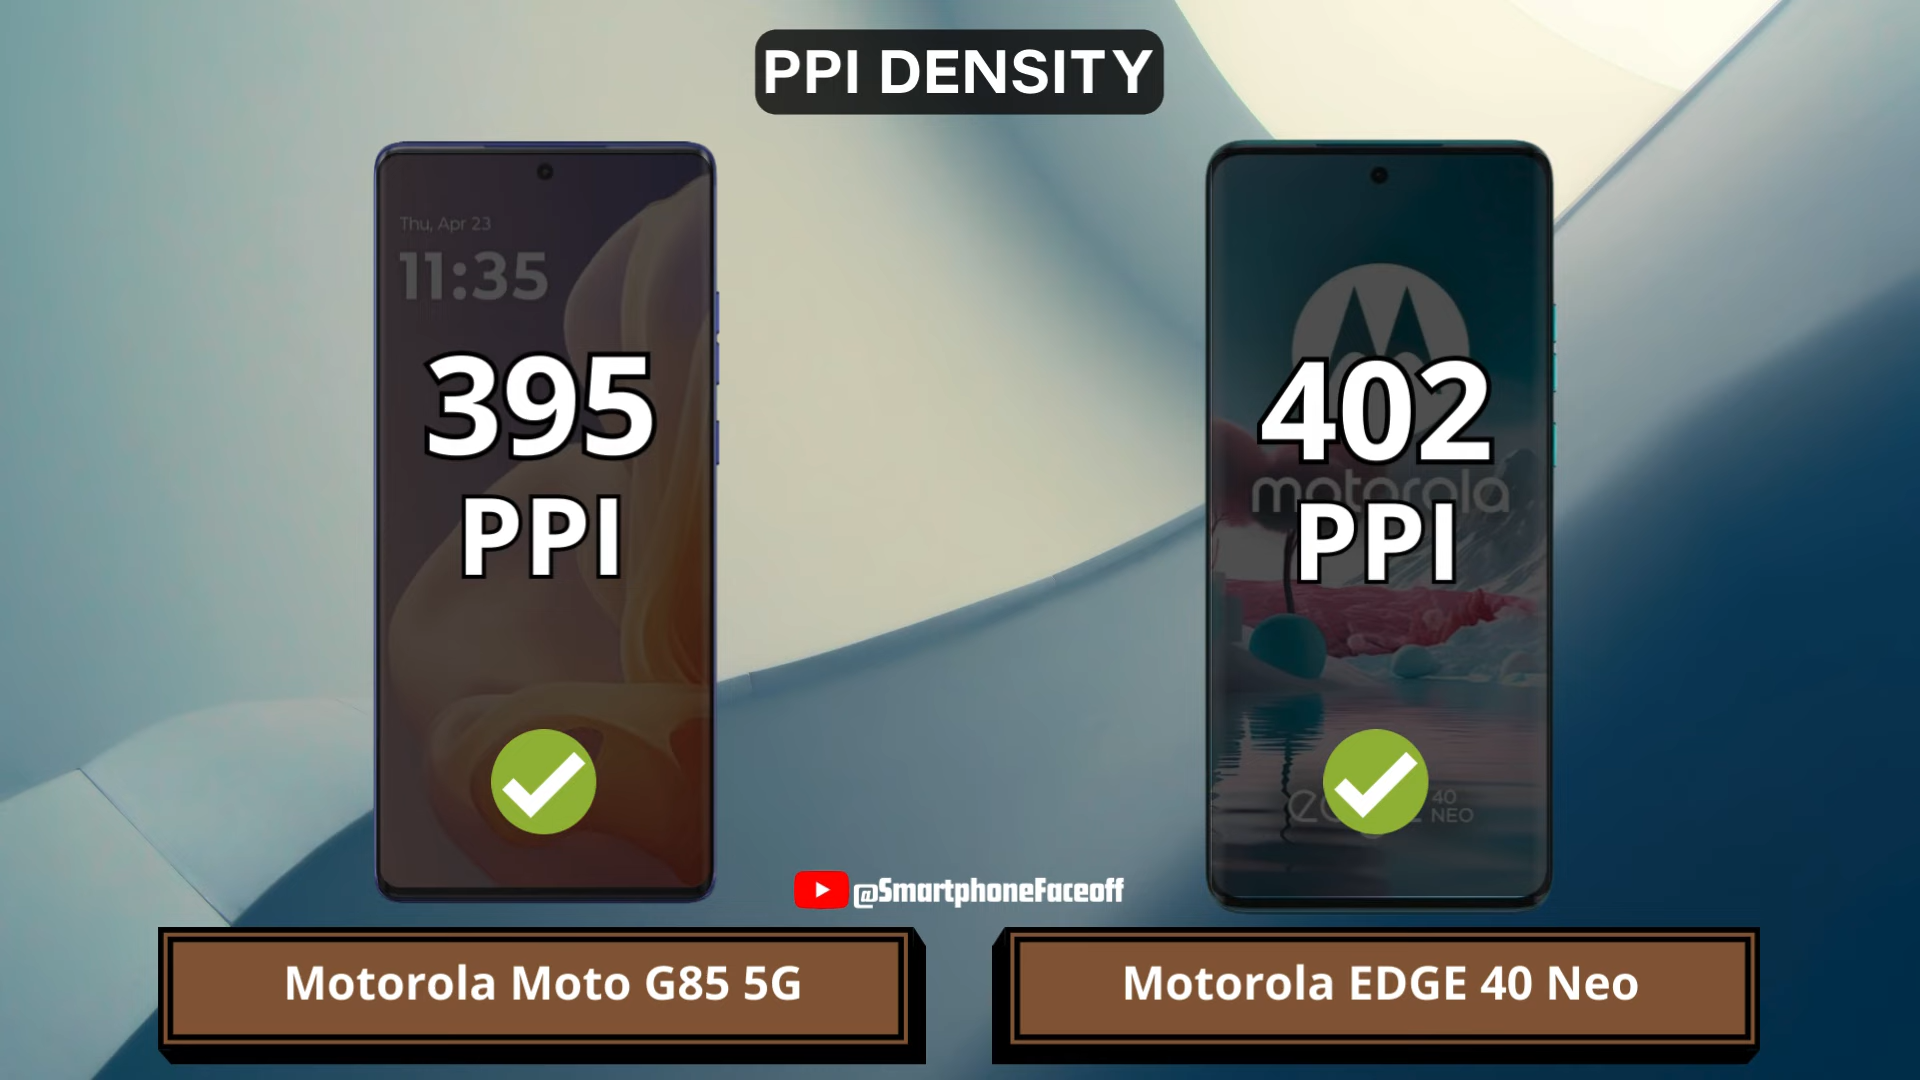 PPI DENSITY
Thu, Apr 23
11:35
395
PPI
402
motorola
PPI
40
NEO
@SmartphoneFaceoff
Motorola Moto G85 5G
Motorola EDGE 40 Neo